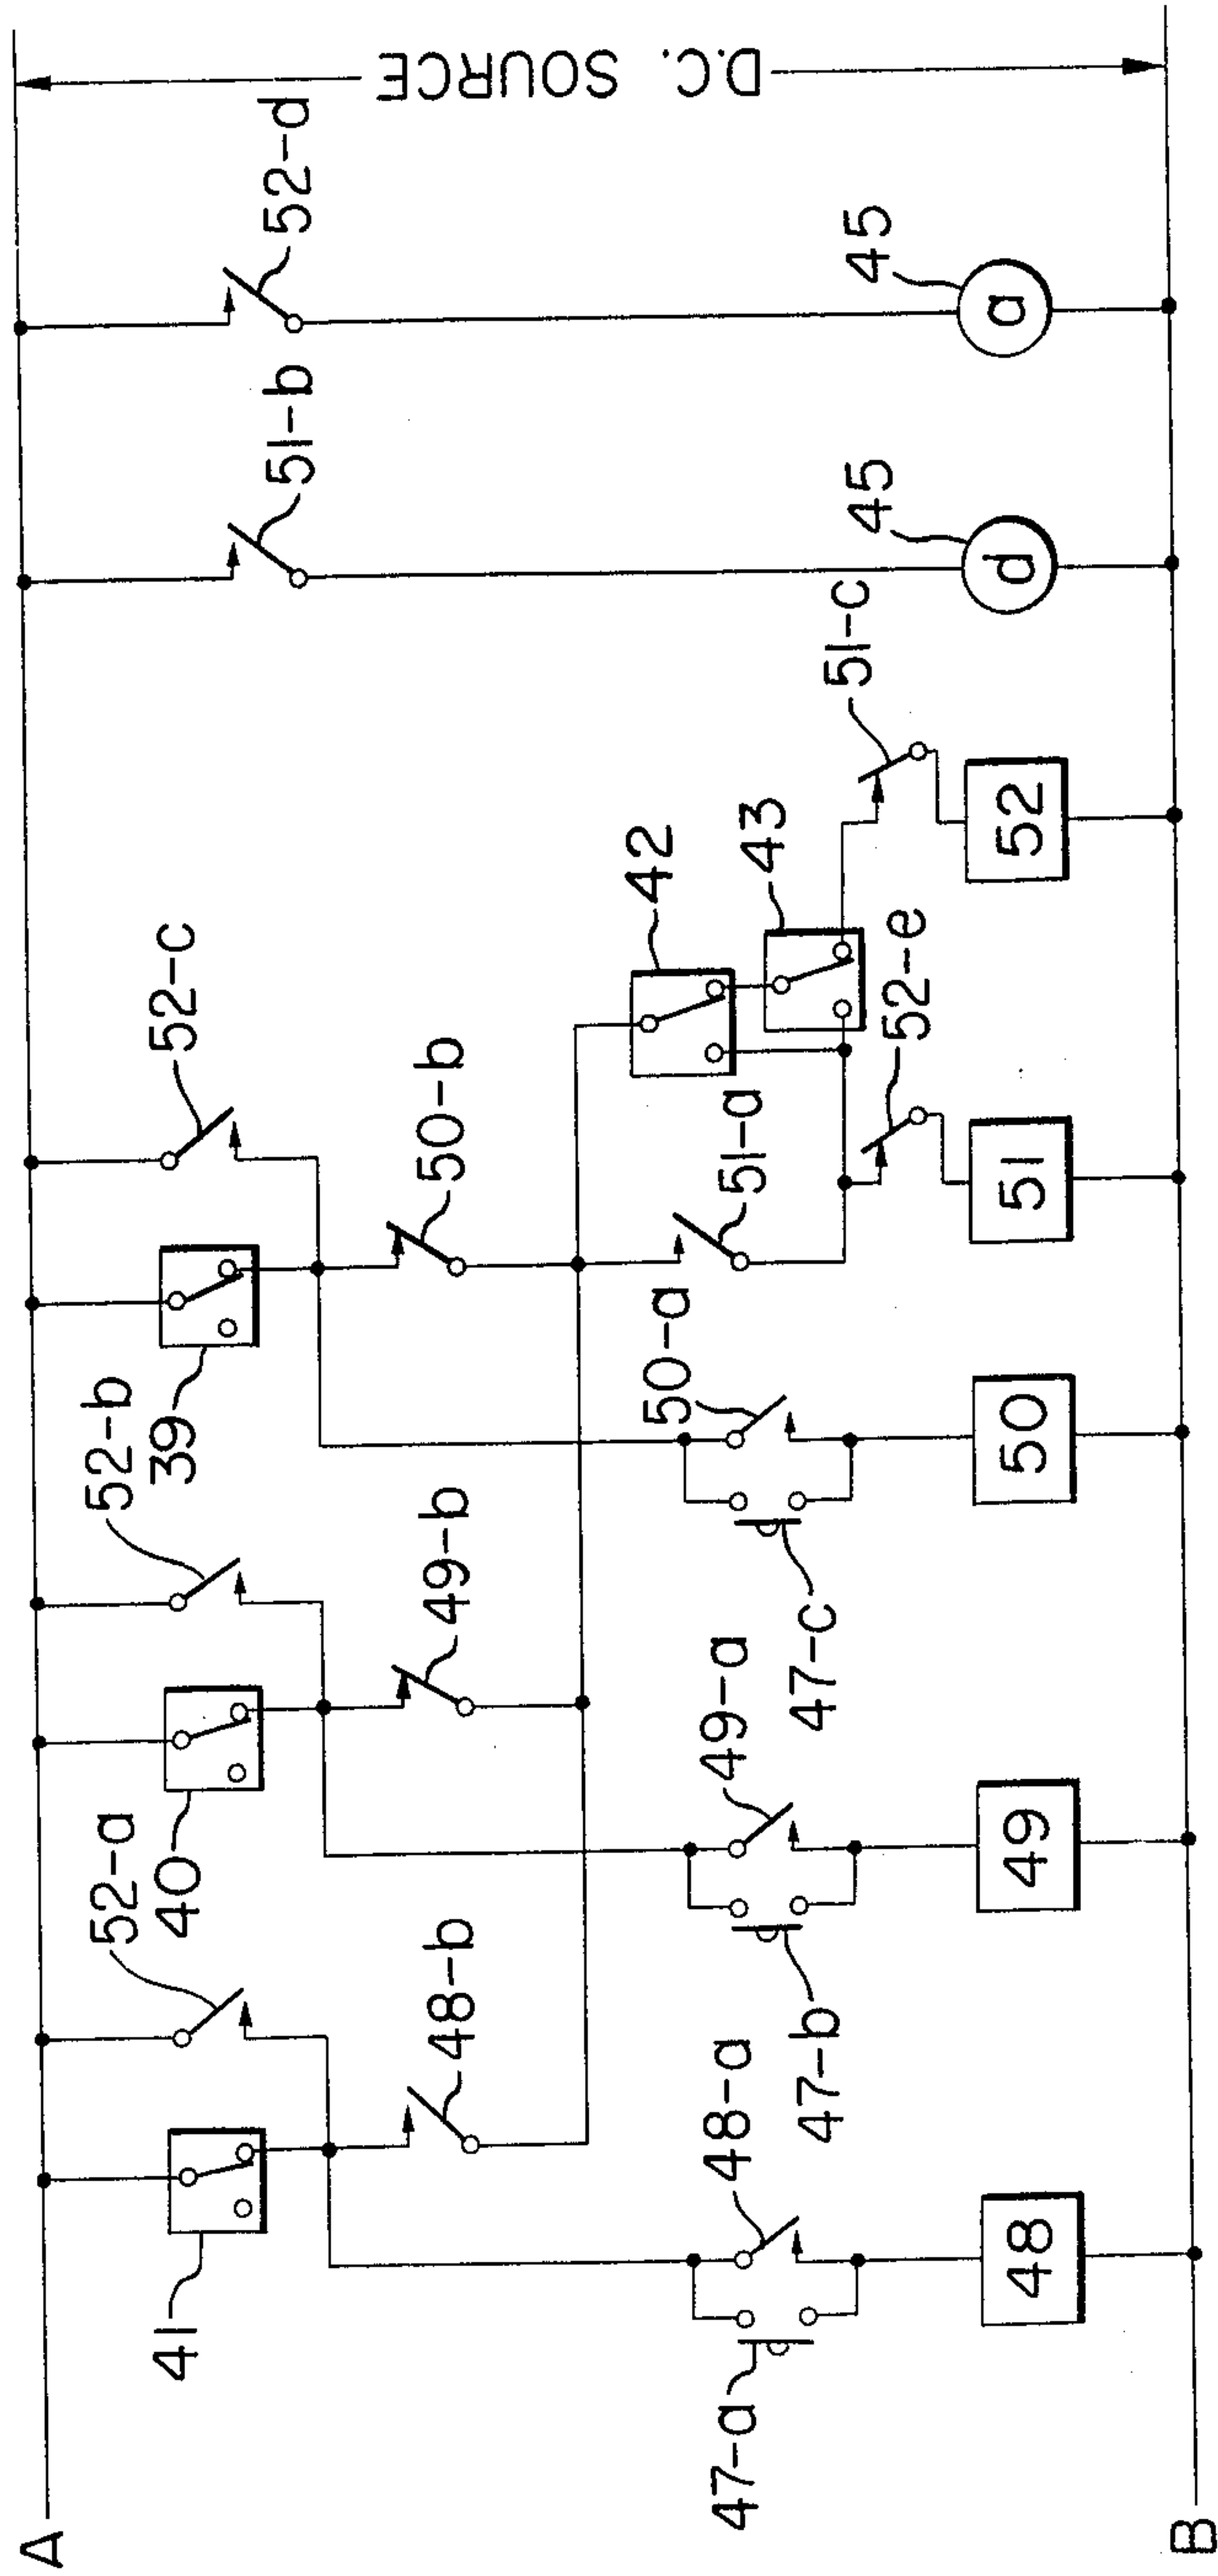 A
41
52-a
40
52-b
39
52-c
51-b
52-d
D.C. SOURCE
48-b
49-b
50-b
42
43
51-c
45
45
47-a
48-a
47-b
49-a
47-c
50-a
51-a
52-e
48
49
50
51
52
d
a
B